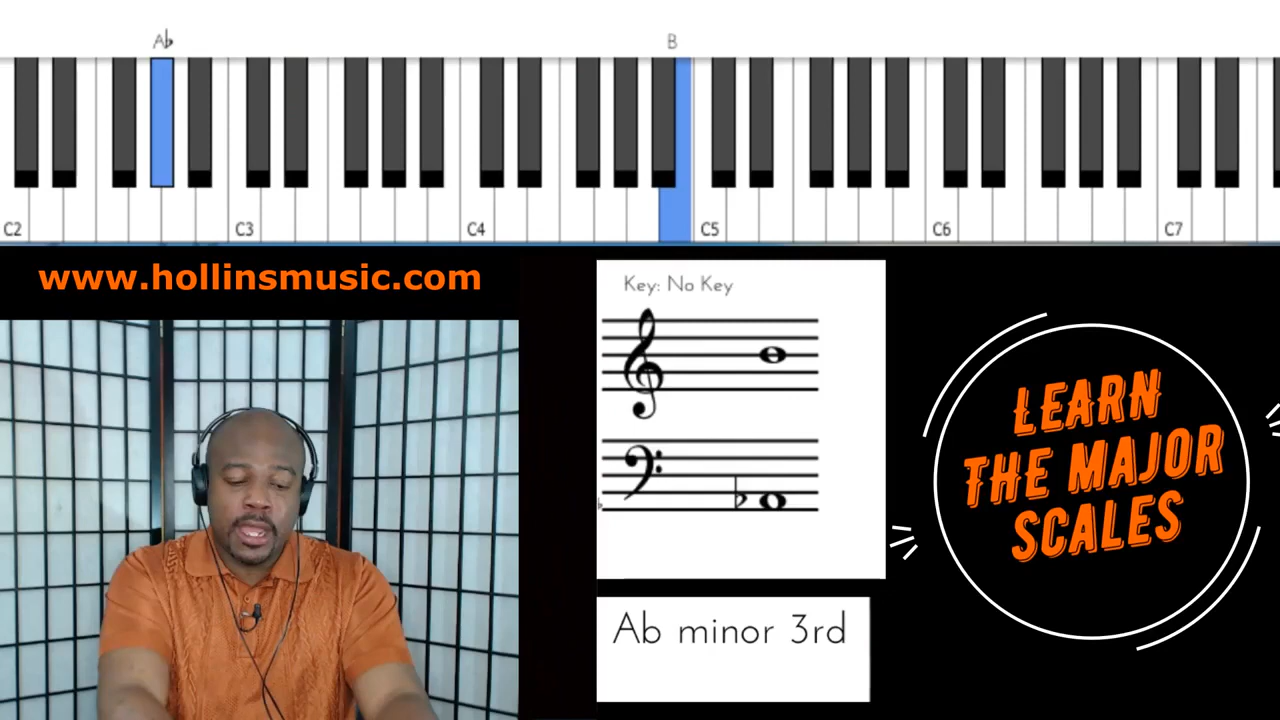 A♭ B
C2 C3 C4 C5 C6 C7
www.hollinsmusic.com
Key: No Key
LEARN
THE MAJOR
SCALES
Ab minor 3rd